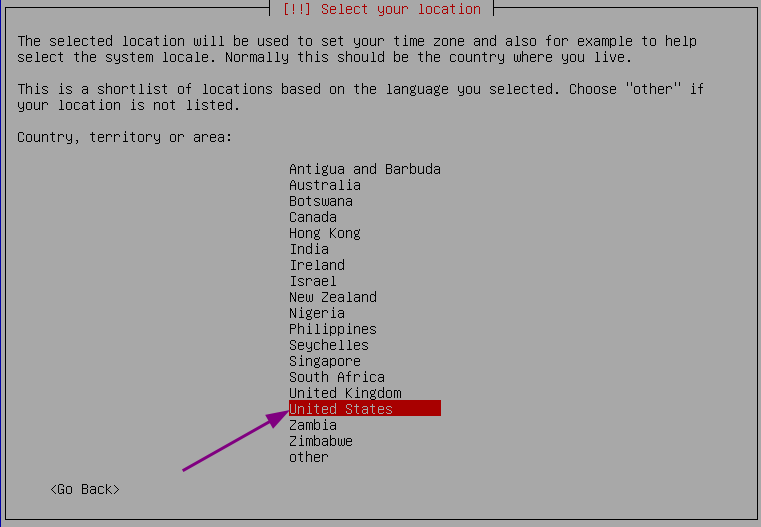 [!!] Select your location
The selected location will be used to set your time zone and also for example to help
select the system locale. Normally this should be the country where you live.
This is a shortlist of locations based on the language you selected. Choose "other" if
your location is not listed.
Country, territory or area:
Antigua and Barbuda
Australia
Botswana
Canada
Hong Kong
India
Ireland
Israel
New Zealand
Nigeria
Philippines
Seychelles
Singapore
South Africa
United Kingdom
United States
Zambia
Zimbabwe
other
<Go Back>